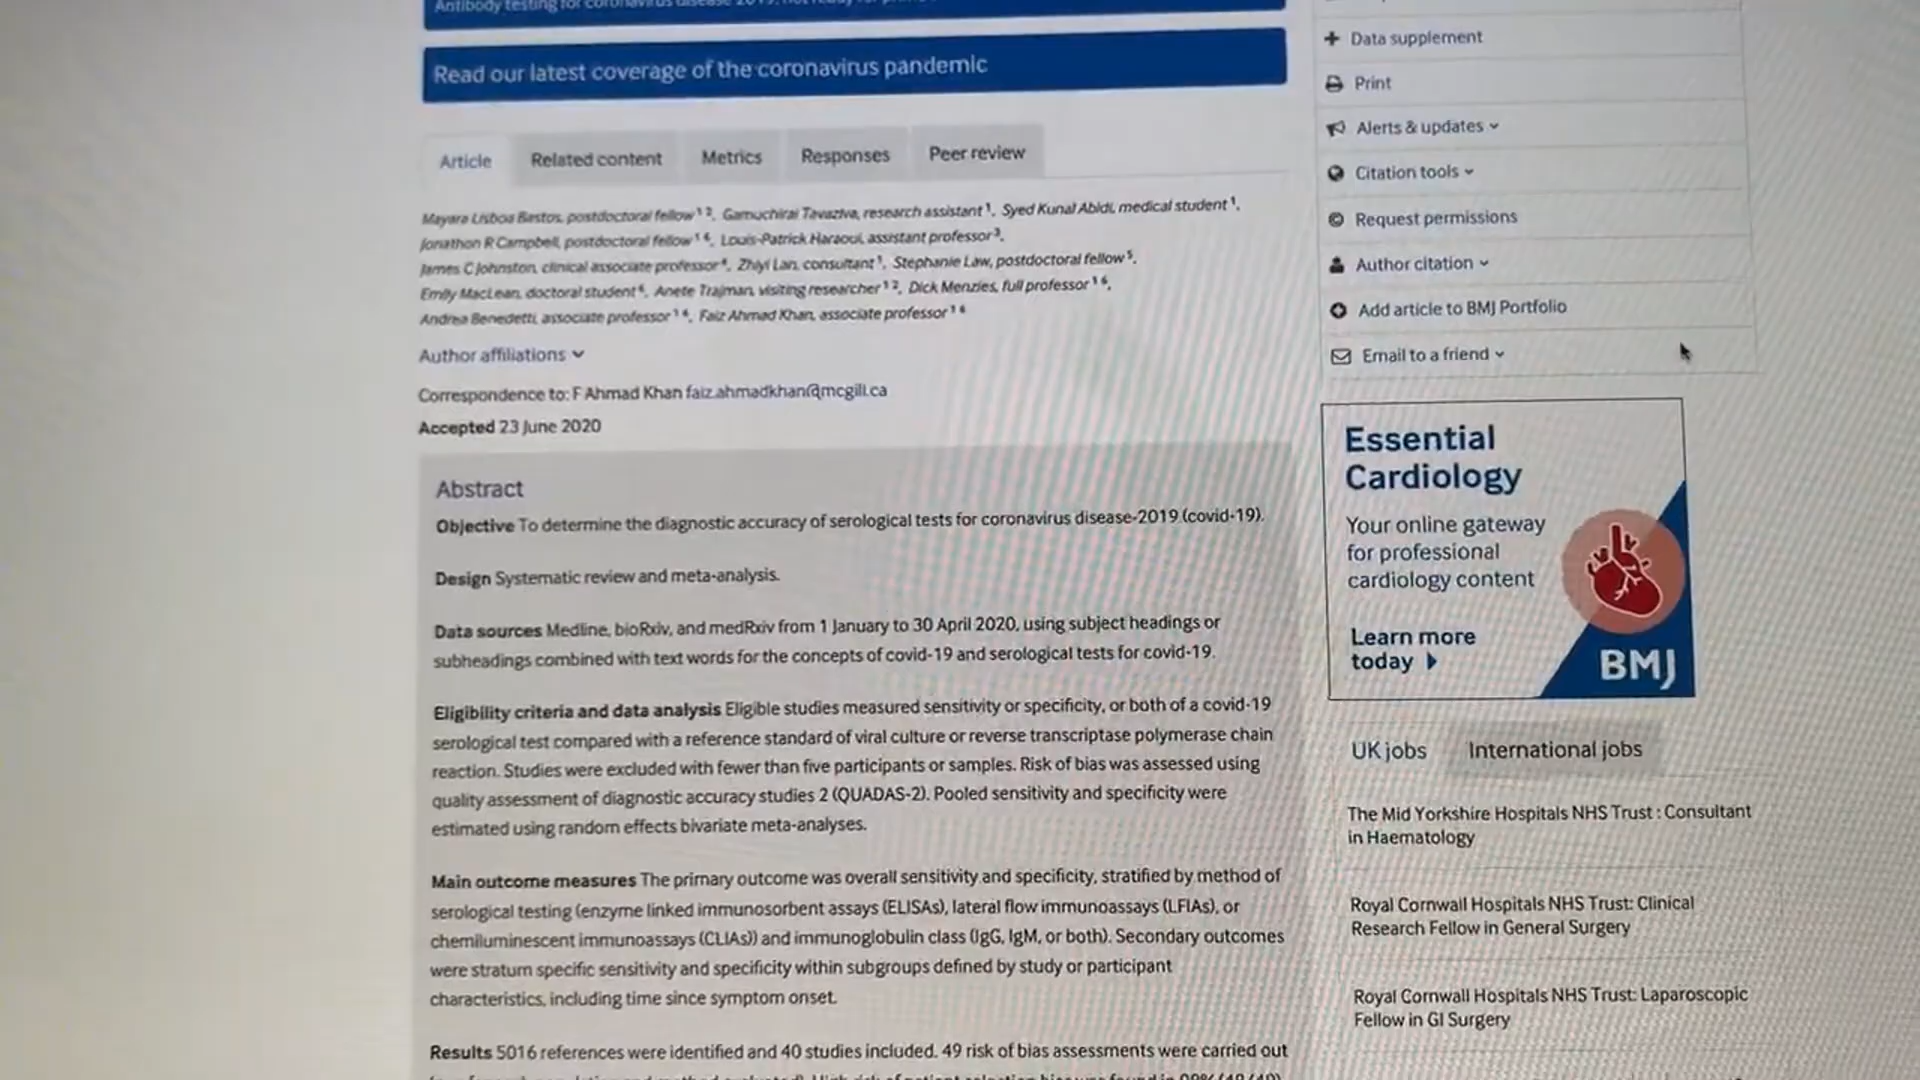 Antibody testing for coronavirus disease 2019: not ready for
Read our latest coverage of the coronavirus pandemic
Article
Related content
Metrics
Responses
Peer review
Mayara Lisboa Bastos, postdoctoral fellow 1 2, Gamuchirai Tavaziva, research assistant 1, Syed Kunal Abidi, medical student 1,
Jonathon R Campbell, postdoctoral fellow 1 6, Louis-Patrick Haraoui, assistant professor 3,
James C Johnston, clinical associate professor 4, Zhiyi Lan, consultant 1, Stephanie Law, postdoctoral fellow 5,
Emily MacLean, doctoral student 6, Anete Trajman, visiting researcher 1 2, Dick Menzies, full professor 1 6,
Andrea Benedetti, associate professor 1 6, Faiz Ahmad Khan, associate professor 1 6
Author affiliations
Correspondence to: F Ahmad Khan faiz.ahmadkhan@mcgill.ca
Accepted 23 June 2020
Abstract
Objective To determine the diagnostic accuracy of serological tests for coronavirus disease-2019 (covid-19).
Design Systematic review and meta-analysis.
Data sources Medline, bioRxiv, and medRxiv from 1 January to 30 April 2020, using subject headings or
subheadings combined with text words for the concepts of covid-19 and serological tests for covid-19.
Eligibility criteria and data analysis Eligible studies measured sensitivity or specificity, or both of a covid-19
serological test compared with a reference standard of viral culture or reverse transcriptase polymerase chain
reaction. Studies were excluded with fewer than five participants or samples. Risk of bias was assessed using
quality assessment of diagnostic accuracy studies 2 (QUADAS-2). Pooled sensitivity and specificity were
estimated using random effects bivariate meta-analyses.
Main outcome measures The primary outcome was overall sensitivity and specificity, stratified by method of
serological testing (enzyme linked immunosorbent assays (ELISAs), lateral flow immunoassays (LFIAs), or
chemiluminescent immunoassays (CLIAs)) and immunoglobulin class (IgG, IgM, or both). Secondary outcomes
were stratum specific sensitivity and specificity within subgroups defined by study or participant
characteristics, including time since symptom onset.
Results 5016 references were identified and 40 studies included. 49 risk of bias assessments were carried out
Data supplement
Print
Alerts & updates
Citation tools
Request permissions
Author citation
Add article to BMJ Portfolio
Email to a friend
Essential
Cardiology
Your online gateway
for professional
cardiology content
Learn more
today
BMJ
UK jobs
International jobs
The Mid Yorkshire Hospitals NHS Trust : Consultant
in Haematology
Royal Cornwall Hospitals NHS Trust: Clinical
Research Fellow in General Surgery
Royal Cornwall Hospitals NHS Trust: Laparoscopic
Fellow in GI Surgery